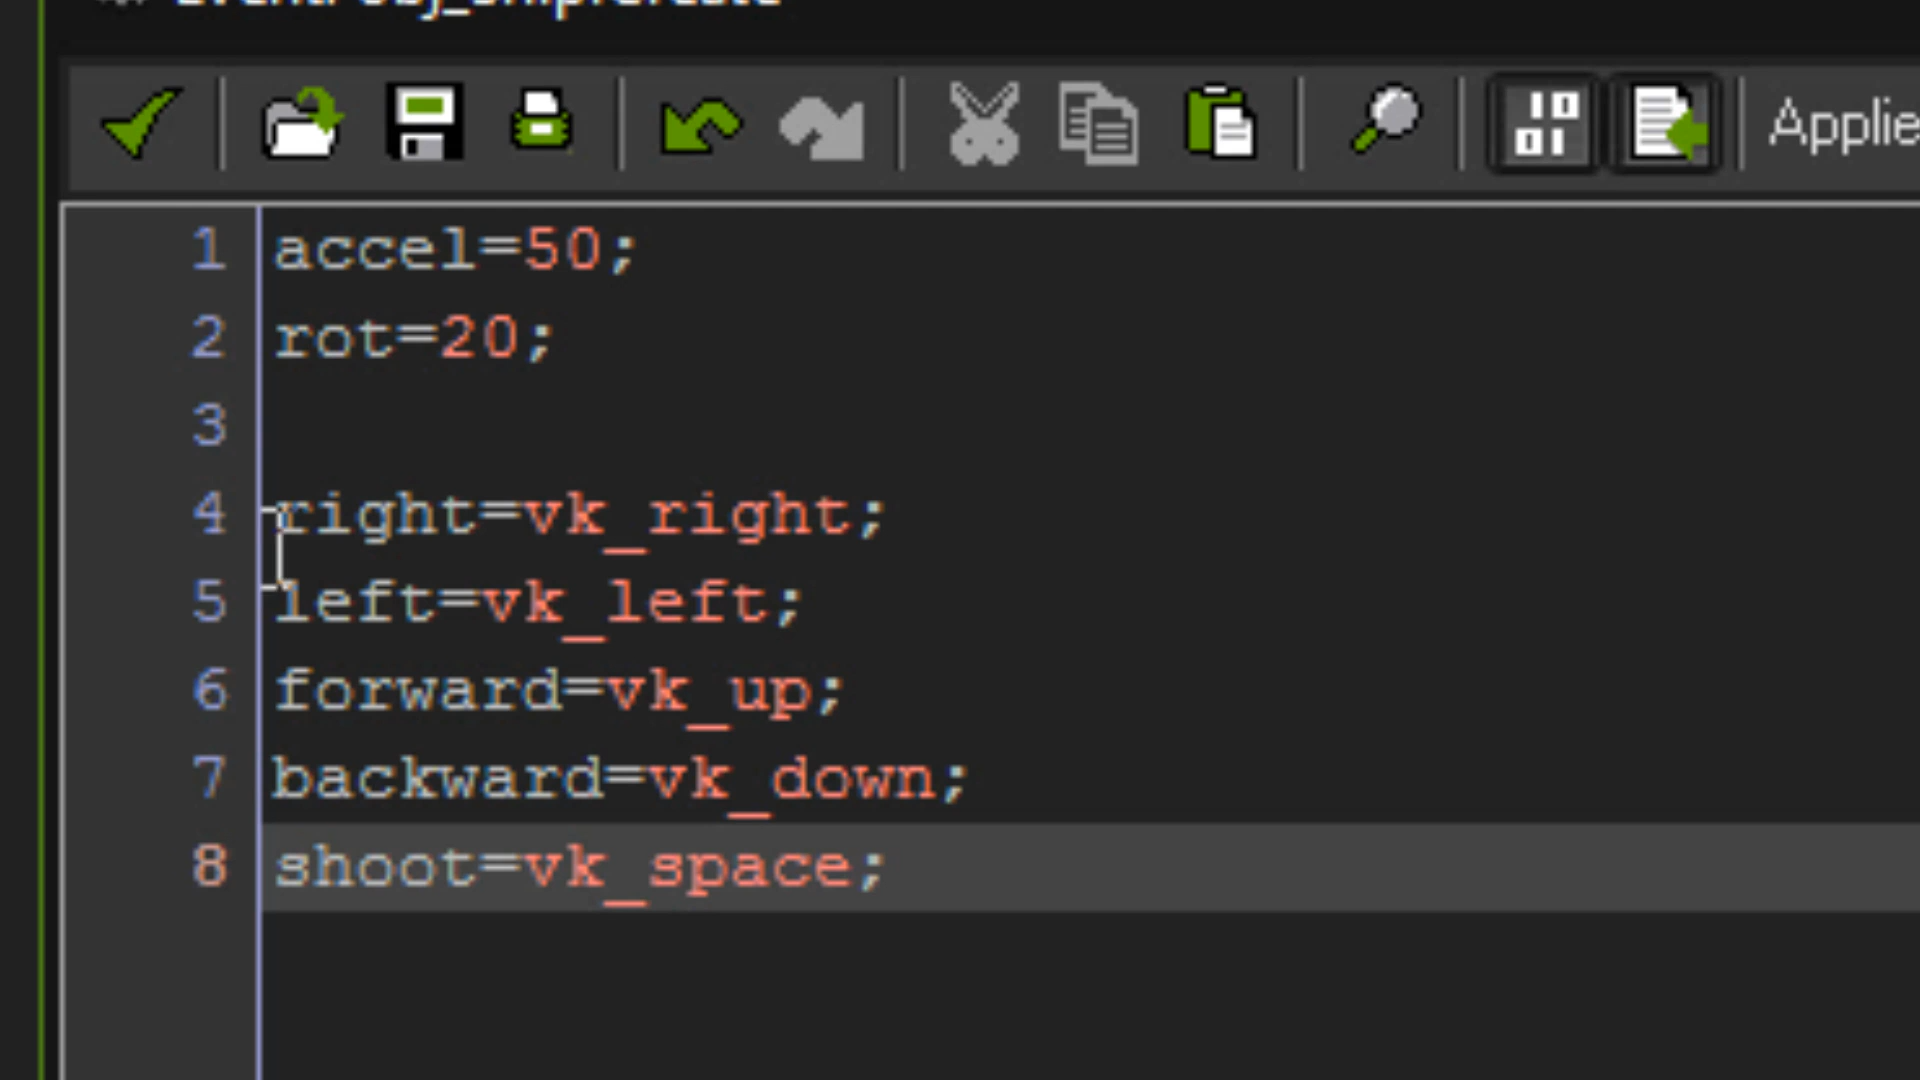 Applie
1 accel=50;
2 rot=20;
3
4 right=vk_right;
5 left=vk_left;
6 forward=vk_up;
7 backward=vk_down;
8 shoot=vk_space;